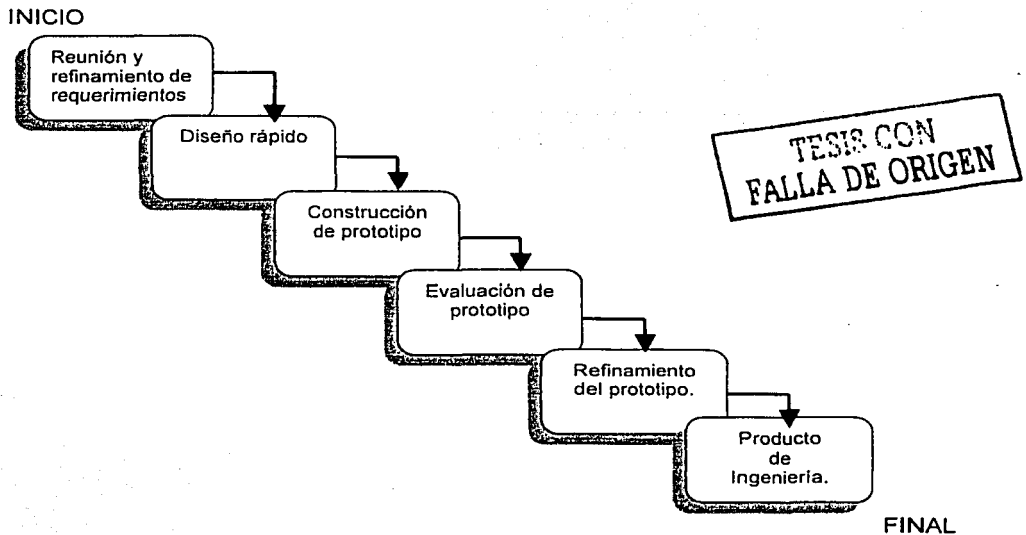 INICIO
Reunión y
refinamiento de
requerimientos
Diseño rápido
TESIS CON
FALLA DE ORIGEN
Construcción
de prototipo
Evaluación de
prototipo
Refinamiento
del prototipo.
Producto
de
Ingeniería.
FINAL